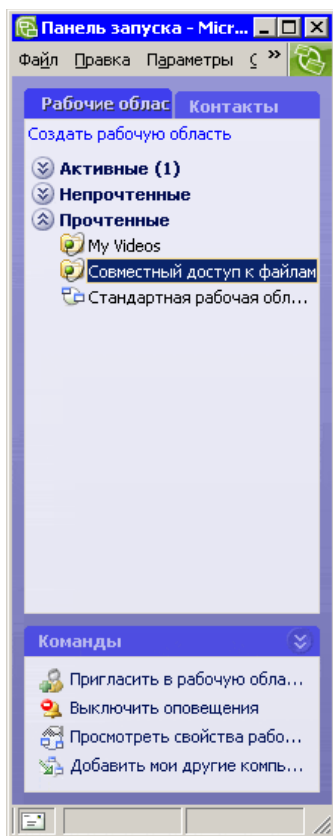 Панель запуска - Micr...
Файл Правка Параметры С »
Рабочие облас Контакты
Создать рабочую область
Активные (1)
Непрочтенные
Прочтенные
My Videos
Совместный доступ к файлам
Стандартная рабочая обл...
Команды
Пригласить в рабочую обла...
Выключить оповещения
Просмотреть свойства рабо...
Добавить мои другие компь...